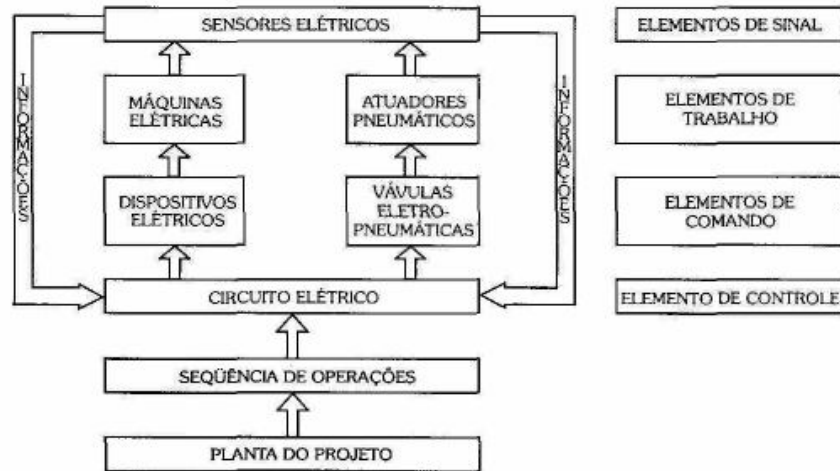 SENSORES ELÉTRICOS
ELEMENTOS DE SINAL
INFORMAÇÕES
MÁQUINAS
ELÉTRICAS
ATUADORES
PNEUMÁTICOS
INFORMAÇÕES
ELEMENTOS DE
TRABALHO
DISPOSITIVOS
ELÉTRICOS
VÁVULAS
ELETRO-
PNEUMÁTICAS
ELEMENTOS DE
COMANDO
CIRCUITO ELÉTRICO
ELEMENTO DE CONTROLE
SEQÜÊNCIA DE OPERAÇÕES
PLANTA DO PROJETO